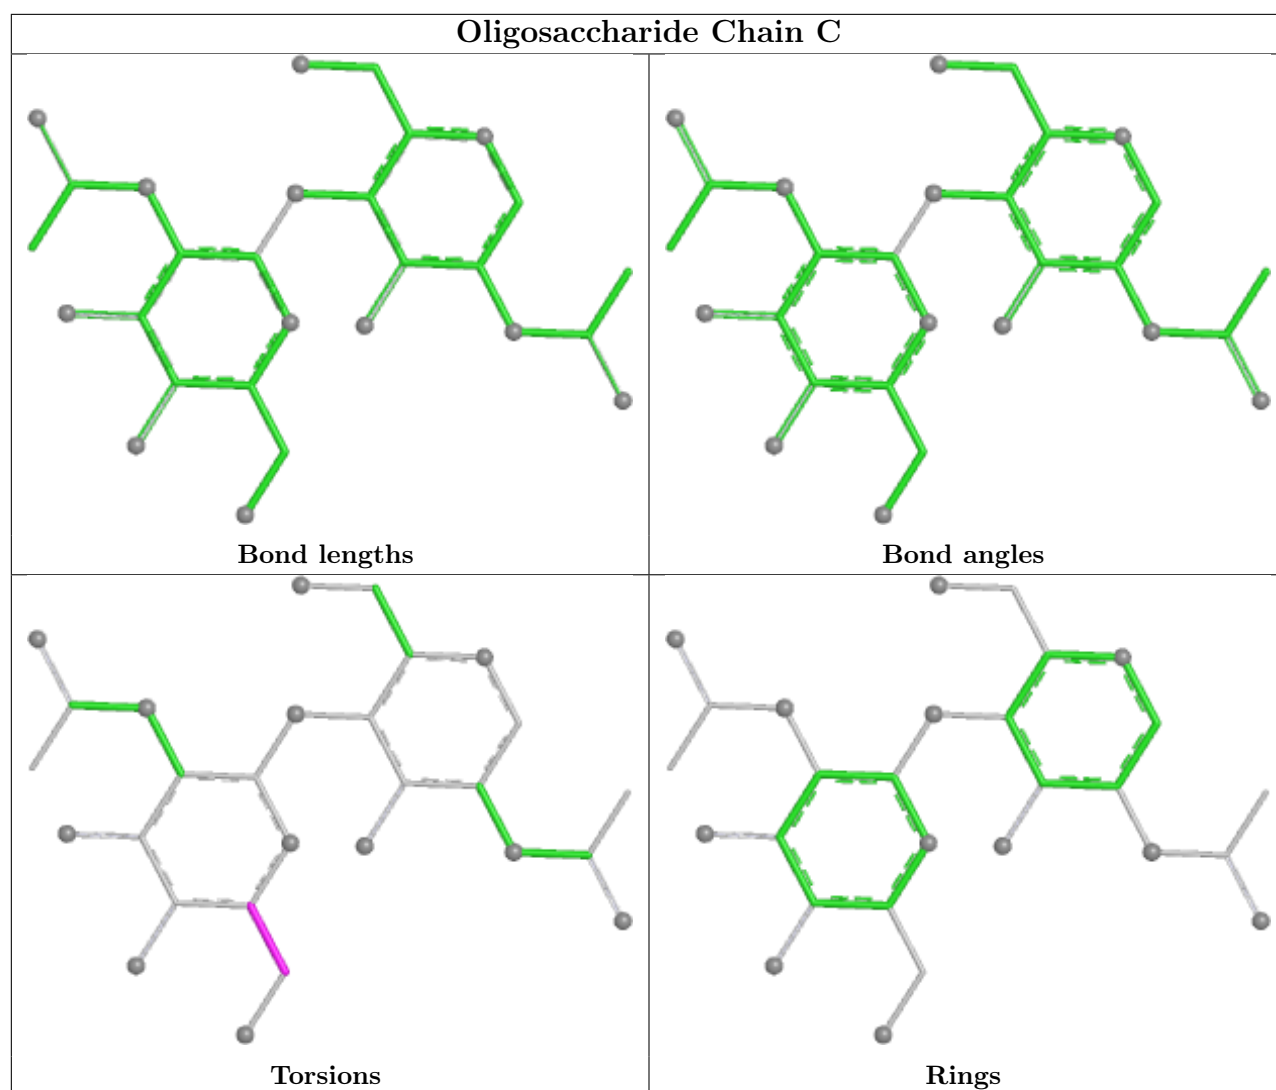 Oligosaccharide Chain C
Bond lengths
Bond angles
Torsions
Rings